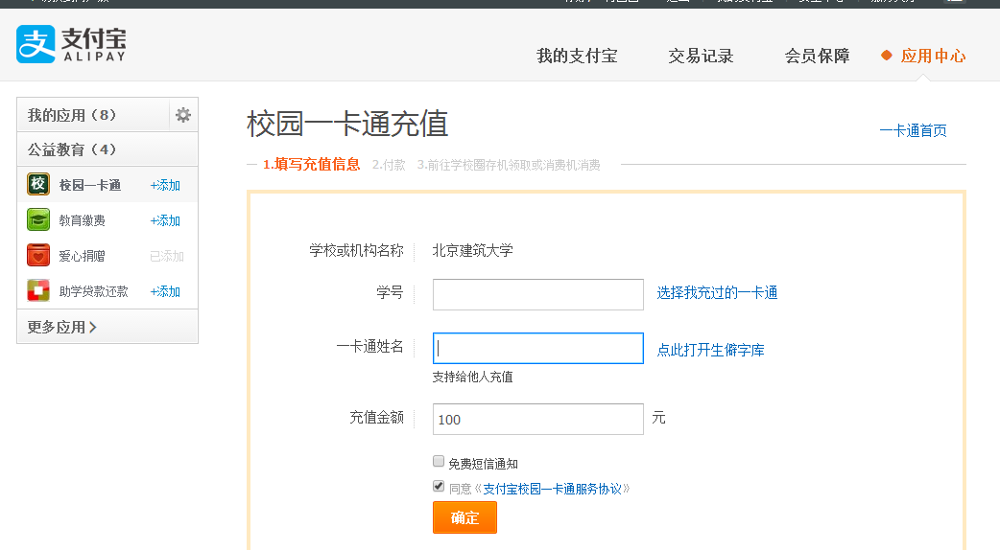 支付宝
ALIPAY
我的支付宝 交易记录 会员保障 应用中心
我的应用（8）
公益教育（4）
校园一卡通 +添加
教育缴费 +添加
爱心捐赠 已添加
助学贷款还款 +添加
更多应用
校园一卡通充值
一卡通首页
1.填写充值信息 2.付款 3.前往学校圈存机领取或消费机消费
学校或机构名称 北京建筑大学
学号 选择我充过的一卡通
一卡通姓名 点此打开生僻字库
支持给他人充值
充值金额 100 元
免费短信通知
同意《支付宝校园一卡通服务协议》
确定